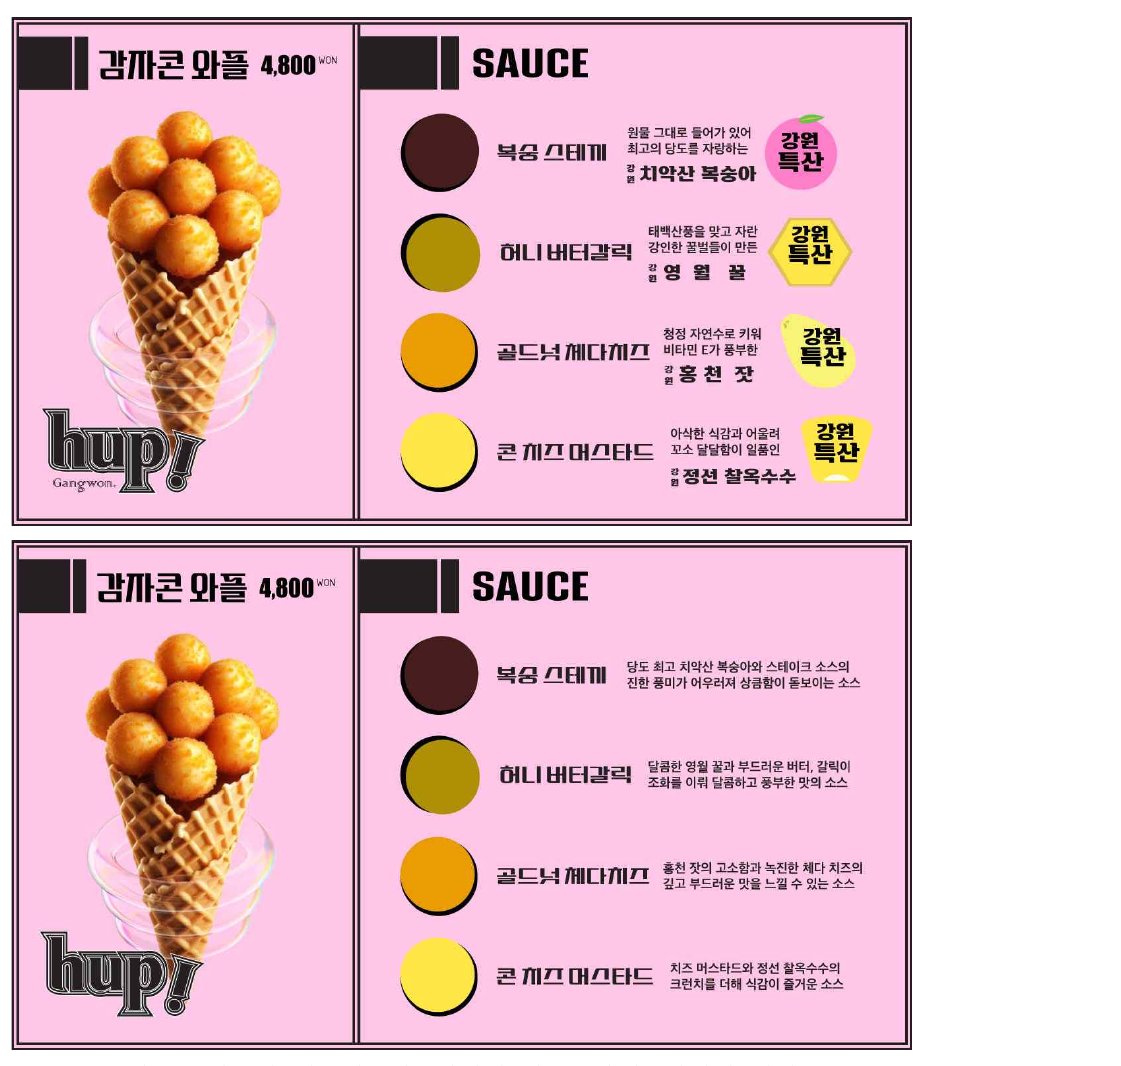 감자콘 와플 4,800 WON
hup!
Gangwon.
SAUCE
복숭 스테끼
원물 그대로 들어가 있어
최고의 당도를 자랑하는
강원 치악산 복숭아
강원
특산
허니 버터갈릭
태백산풍을 맞고 자란
강인한 꿀벌들이 만든
강원 영월 꿀
강원
특산
골드넛 체다치즈
청정 자연수로 키워
비타민 E가 풍부한
강원 홍천 잣
강원
특산
콘 치즈 머스타드
아삭한 식감과 어울려
꼬소 달달함이 일품인
강원 정선 찰옥수수
강원
특산
감자콘 와플 4,800 WON
hup!
SAUCE
복숭 스테끼
당도 최고 치악산 복숭아와 스테이크 소스의
진한 풍미가 어우러져 상큼함이 돋보이는 소스
허니 버터갈릭
달콤한 영월 꿀과 부드러운 버터, 갈릭이
조화를 이뤄 달콤하고 풍부한 맛의 소스
골드넛 체다치즈
홍천 잣의 고소함과 녹진한 체다 치즈의
깊고 부드러운 맛을 느낄 수 있는 소스
콘 치즈 머스타드
치즈 머스타드와 정선 찰옥수수의
크런치를 더해 식감이 즐거운 소스